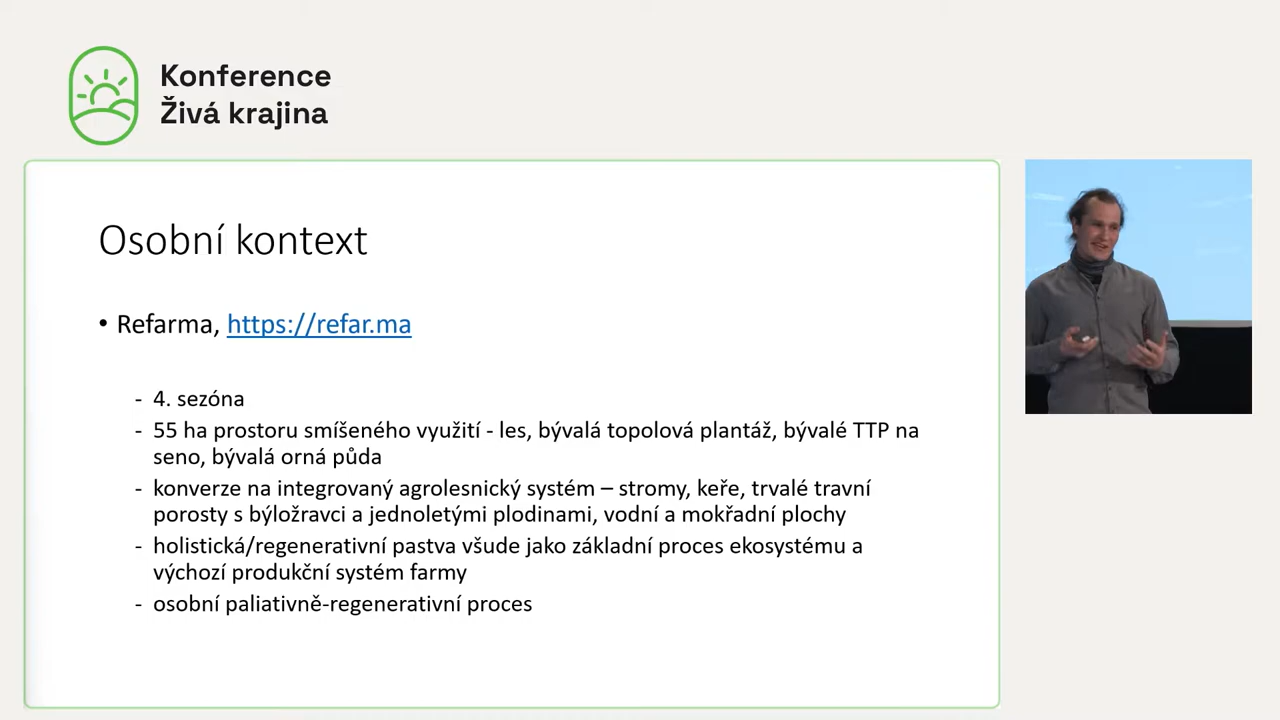 Konference
Živá krajina
Osobní kontext
• Refarma, https://refar.ma
- 4. sezóna
- 55 ha prostoru smíšeného využití - les, bývalá topolová plantáž, bývalé TTP na
seno, bývalá orná půda
- konverze na integrovaný agrolesnický systém – stromy, keře, trvalé travní
porosty s býložravci a jednoletými plodinami, vodní a mokřadní plochy
- holistická/regenerativní pastva všude jako základní proces ekosystému a
výchozí produkční systém farmy
- osobní paliativně-regenerativní proces